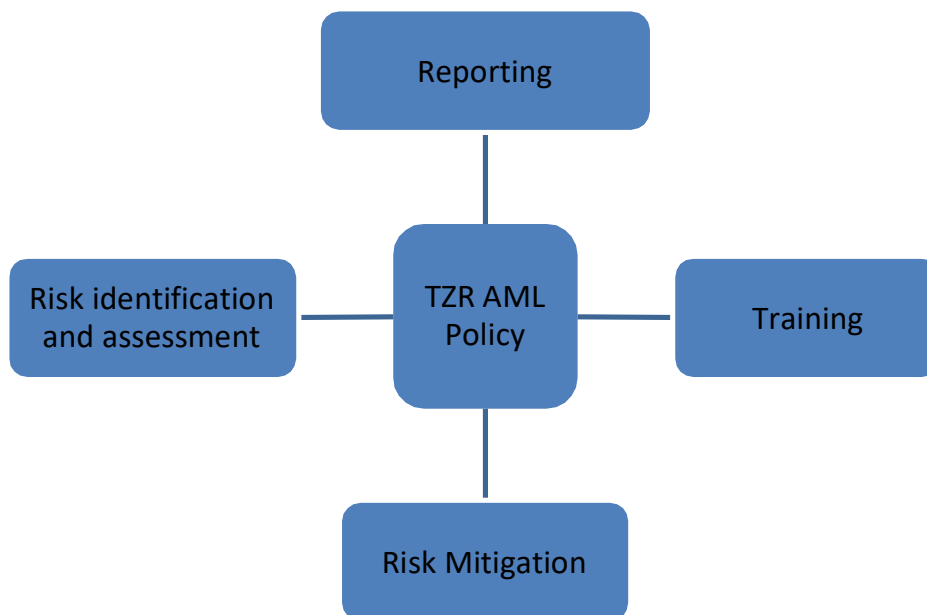 Reporting
Risk identification
and assessment
TZR AML
Policy
Training
Risk Mitigation